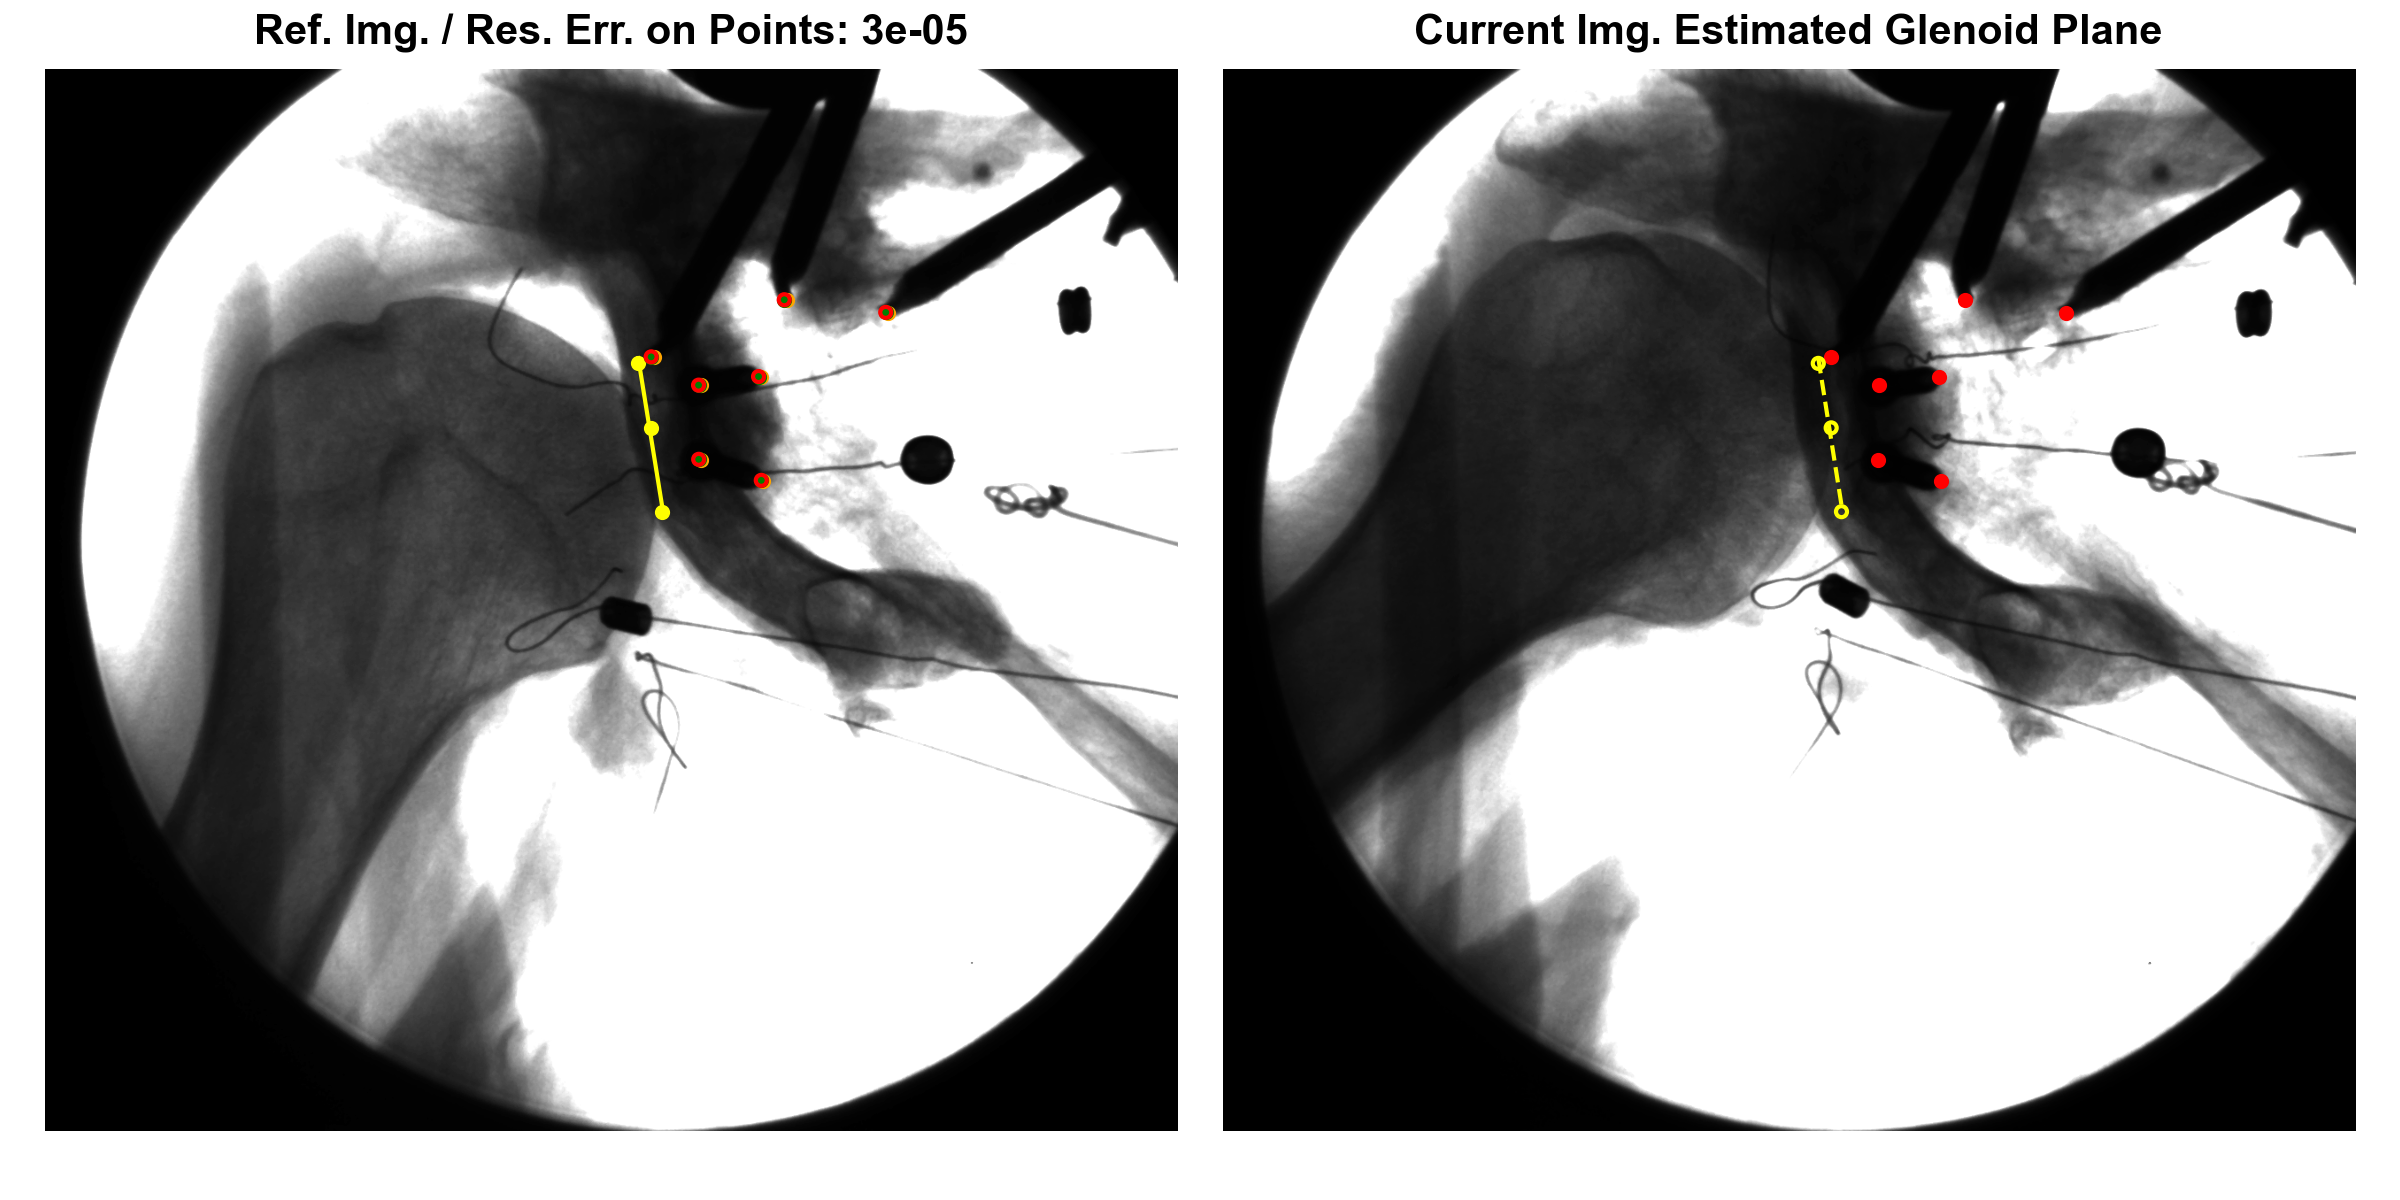 Ref. Img. / Res. Err. on Points: 3e-05
Current Img. Estimated Glenoid Plane